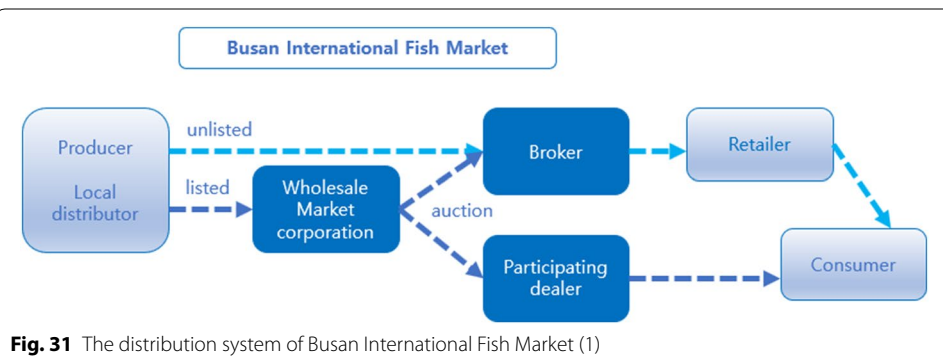 Busan International Fish Market
Producer
Local
distributor
unlisted
listed
Wholesale
Market
corporation
auction
Broker
Participating
dealer
Retailer
Consumer
Fig. 31 The distribution system of Busan International Fish Market (1)